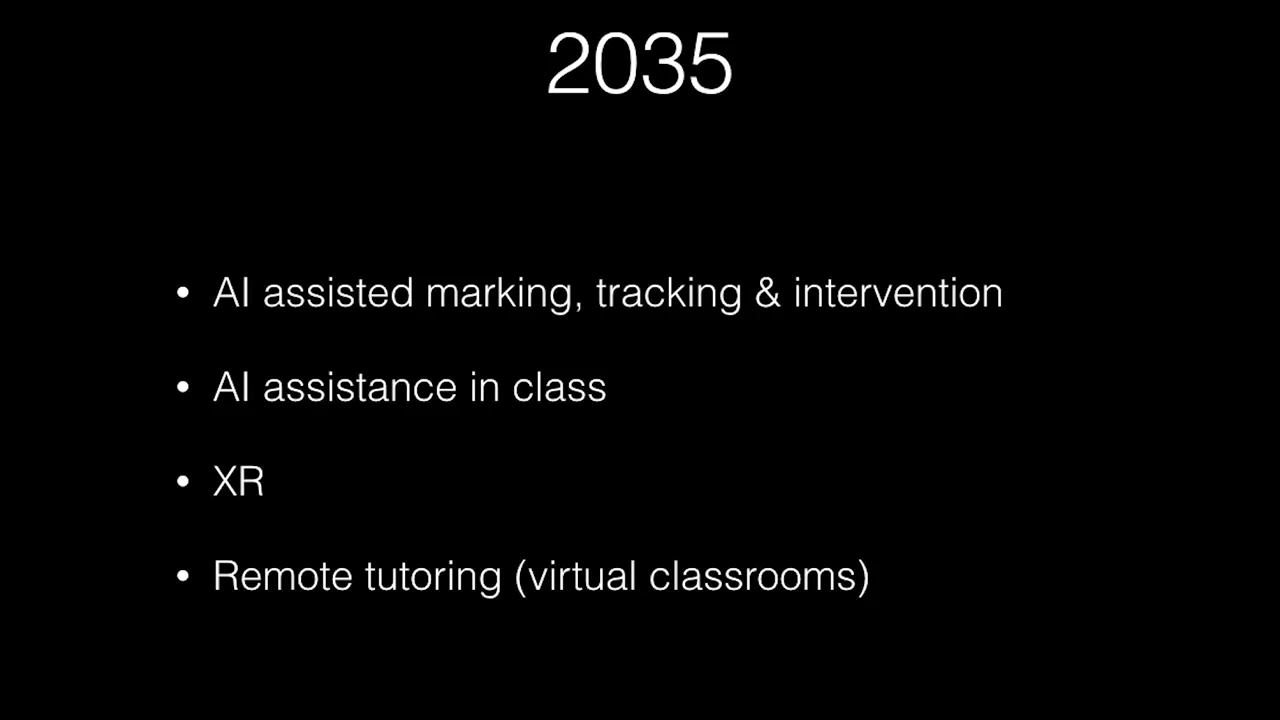 2035
• AI assisted marking, tracking & intervention
• AI assistance in class
• XR
• Remote tutoring (virtual classrooms)